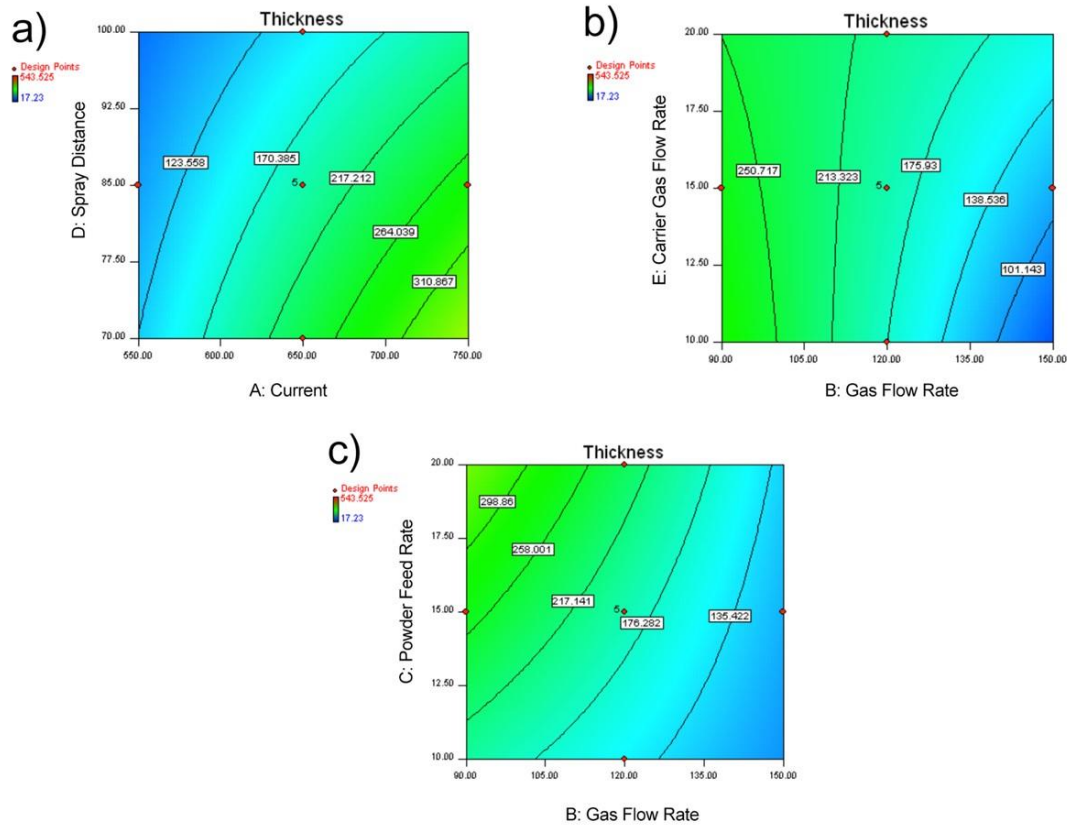 a)
Thickness
Design Points
543.525
17.23
D: Spray Distance
100.00
92.50
85.00
77.50
70.00
123.558
170.385
5
217.212
264.039
310.867
550.00 600.00 650.00 700.00 750.00
A: Current
b)
Thickness
Design Points
543.525
17.23
E: Carrier Gas Flow Rate
20.00
17.50
15.00
12.50
10.00
250.717
213.323
5
175.93
138.536
101.143
90.00 105.00 120.00 135.00 150.00
B: Gas Flow Rate
c)
Thickness
Design Points
543.525
17.23
C: Powder Feed Rate
20.00
17.50
15.00
12.50
10.00
298.86
258.001
217.141
5
176.282
135.422
90.00 105.00 120.00 135.00 150.00
B: Gas Flow Rate